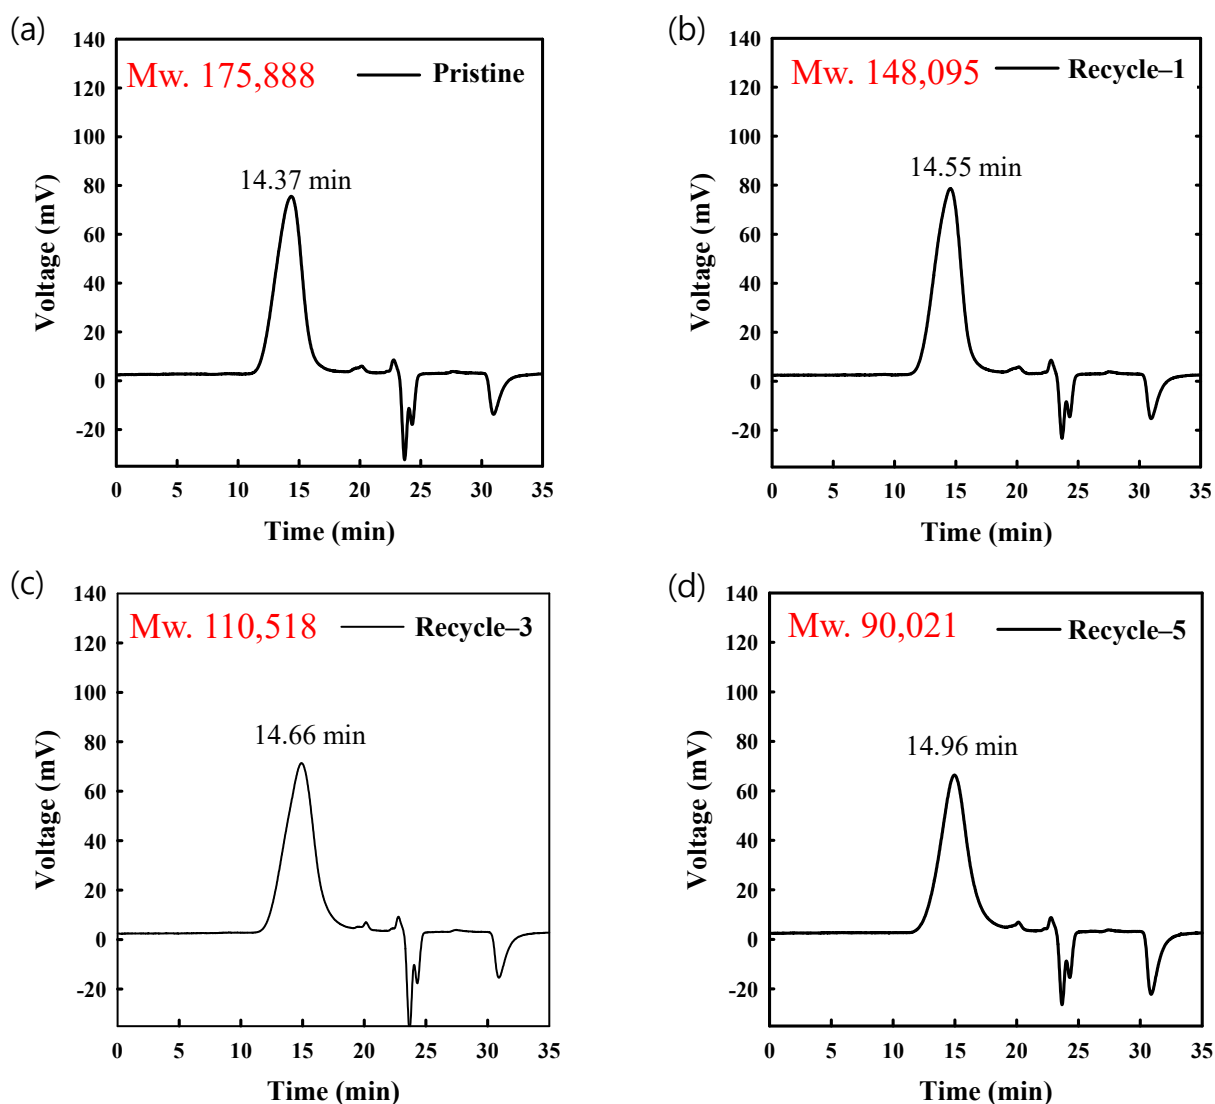 (a)
Mw. 175,888
Pristine
14.37 min
140
120
100
80
60
40
20
0
-20
Voltage (mV)
0 5 10 15 20 25 30 35
Time (min)
(b)
Mw. 148,095
Recycle–1
14.55 min
140
120
100
80
60
40
20
0
-20
Voltage (mV)
0 5 10 15 20 25 30 35
Time (min)
(c)
Mw. 110,518
Recycle–3
14.66 min
140
120
100
80
60
40
20
0
-20
Voltage (mV)
0 5 10 15 20 25 30 35
Time (min)
(d)
Mw. 90,021
Recycle–5
14.96 min
140
120
100
80
60
40
20
0
-20
Voltage (mV)
0 5 10 15 20 25 30 35
Time (min)